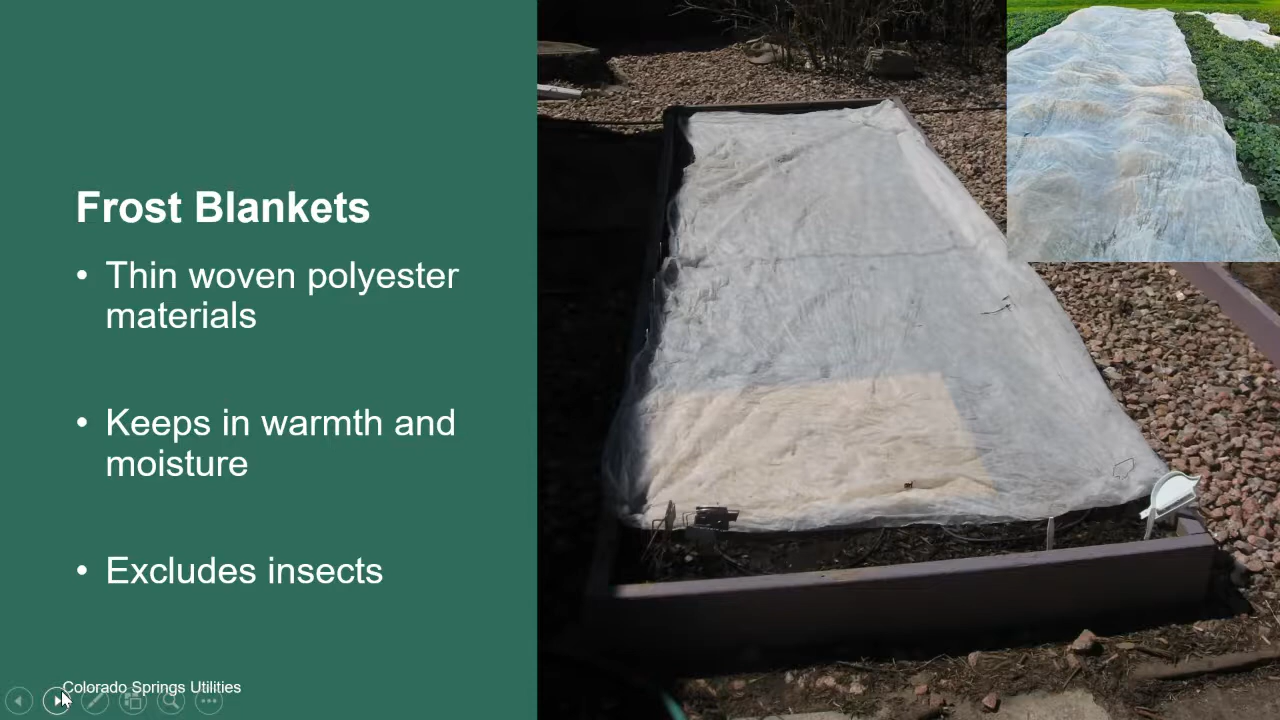 Frost Blankets
• Thin woven polyester
materials
• Keeps in warmth and
moisture
• Excludes insects
Colorado Springs Utilities